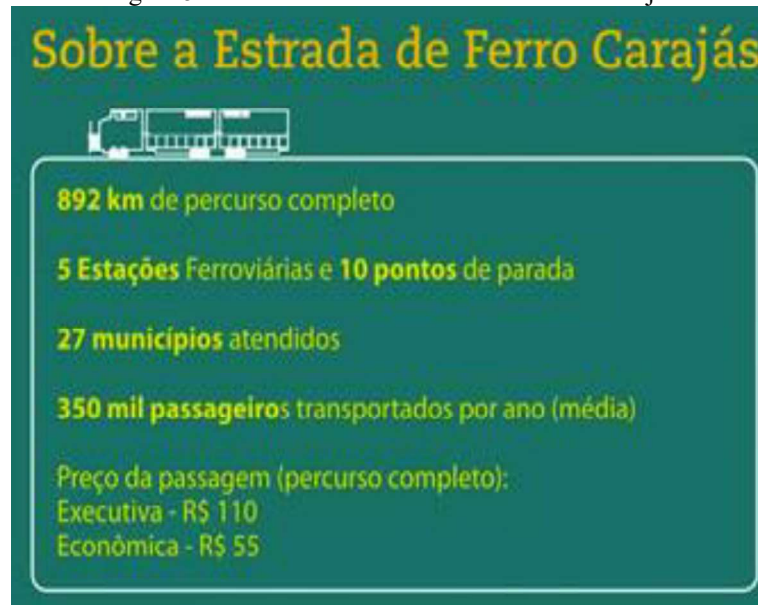 Sobre a Estrada de Ferro Carajás
892 km de percurso completo
5 Estações Ferroviárias e 10 pontos de parada
27 municípios atendidos
350 mil passageiros transportados por ano (média)
Preço da passagem (percurso completo):
Executiva - R$ 110
Econômica - R$ 55